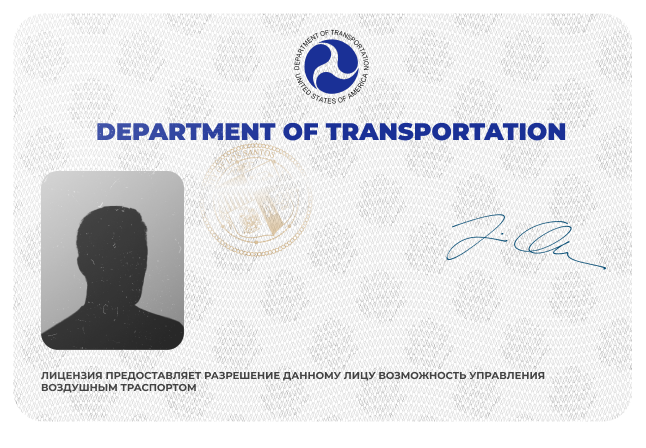 DEPARTMENT OF TRANSPORTATION
UNITED STATES OF AMERICA
DEPARTMENT OF TRANSPORTATION
ЛИЦЕНЗИЯ ПРЕДОСТАВЛЯЕТ РАЗРЕШЕНИЕ ДАННОМУ ЛИЦУ ВОЗМОЖНОСТЬ УПРАВЛЕНИЯ
ВОЗДУШНЫМ ТРАСПОРТОМ